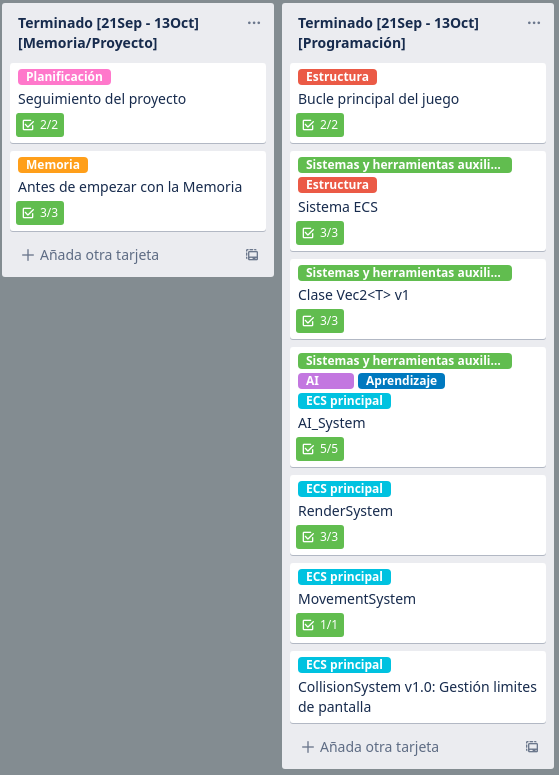 Terminado [21Sep - 13Oct]
[Memoria/Proyecto]
Planificación
Seguimiento del proyecto
2/2
Memoria
Antes de empezar con la Memoria
3/3
Añada otra tarjeta
Terminado [21Sep - 13Oct]
[Programación]
Estructura
Bucle principal del juego
2/2
Sistemas y herramientas auxili...
Estructura
Sistema ECS
3/3
Sistemas y herramientas auxili...
Clase Vec2<T> v1
3/3
Sistemas y herramientas auxili...
AI Aprendizaje
ECS principal
AI_System
5/5
ECS principal
RenderSystem
3/3
ECS principal
MovementSystem
1/1
ECS principal
CollisionSystem v1.0: Gestión limites
de pantalla
Añada otra tarjeta